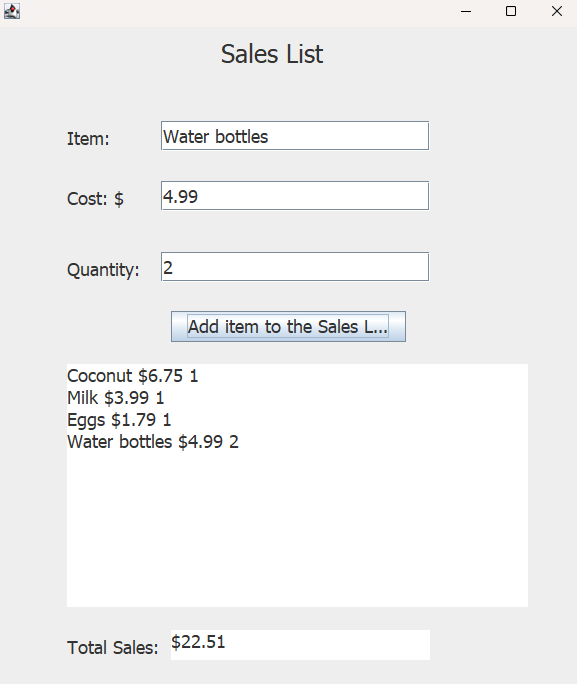 Sales List
Item: Water bottles
Cost: $ 4.99
Quantity: 2
Add item to the Sales L...
Coconut $6.75 1
Milk $3.99 1
Eggs $1.79 1
Water bottles $4.99 2
Total Sales: $22.51